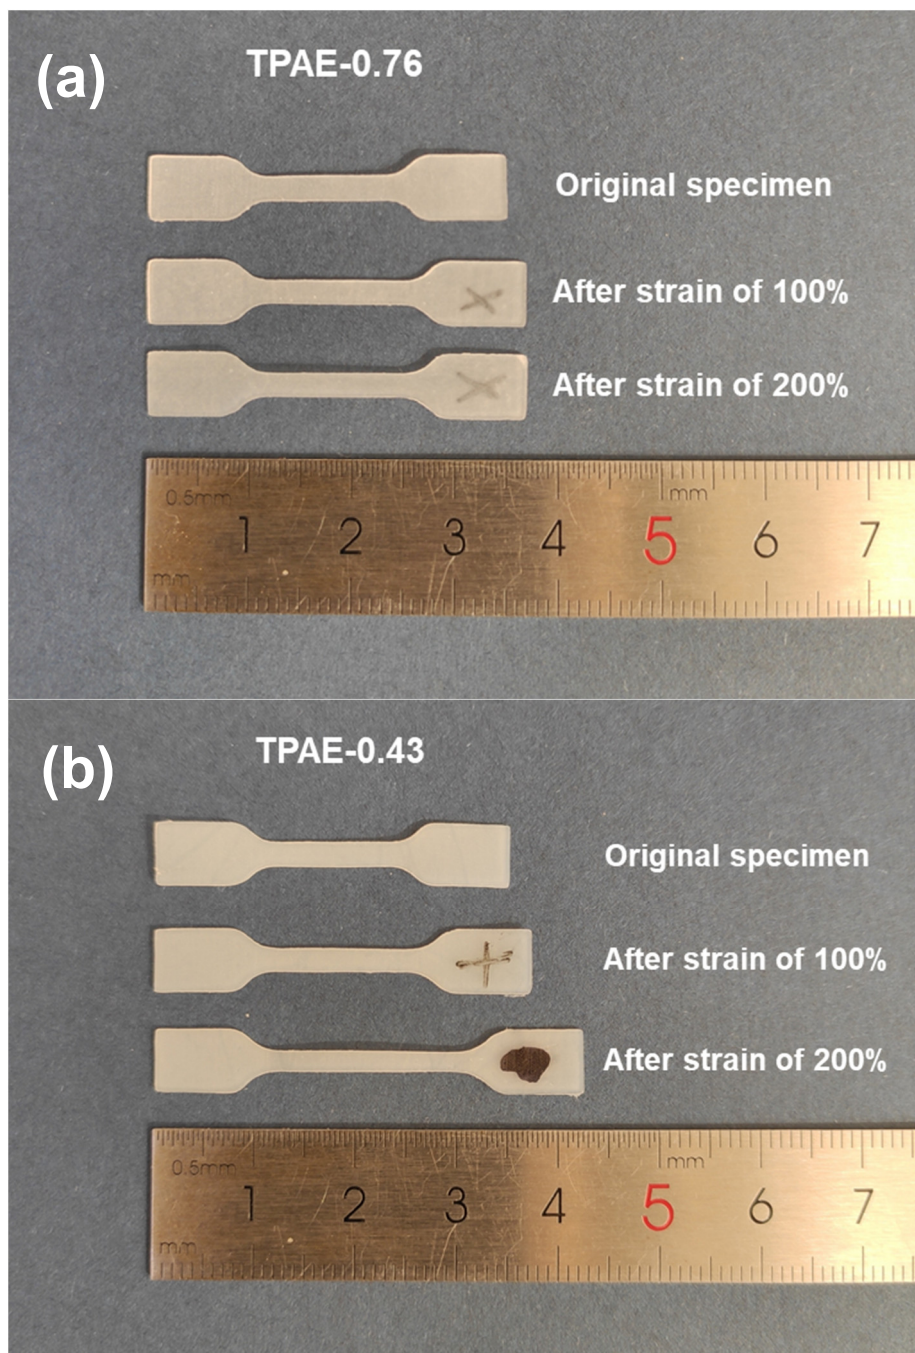 (a)
TPAE-0.76
Original specimen
After strain of 100%
After strain of 200%
0.5mm
mm
1 2 3 4 5 6 7
mm
(b)
TPAE-0.43
Original specimen
After strain of 100%
After strain of 200%
0.5mm
mm
1 2 3 4 5 6 7
mm